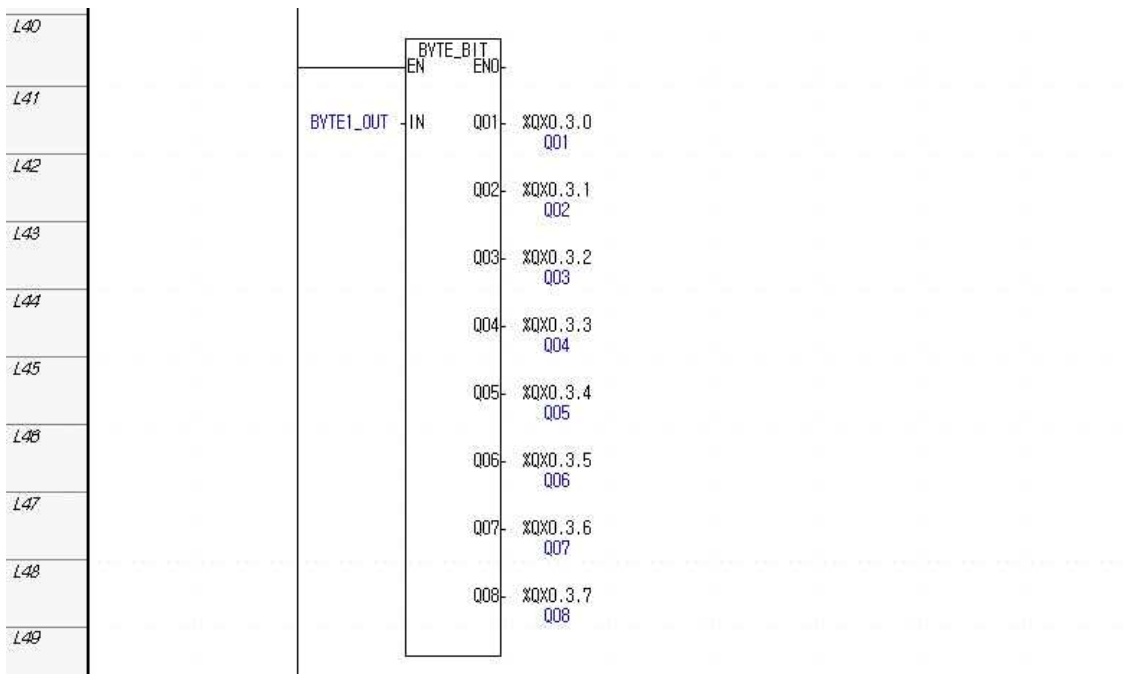 L40
BYTE_BIT
EN ENO
L41
BYTE1_OUT IN Q01 %QX0.3.0
Q01
L42
Q02 %QX0.3.1
Q02
L43
Q03 %QX0.3.2
Q03
L44
Q04 %QX0.3.3
Q04
L45
Q05 %QX0.3.4
Q05
L46
Q06 %QX0.3.5
Q06
L47
Q07 %QX0.3.6
Q07
L48
Q08 %QX0.3.7
Q08
L49